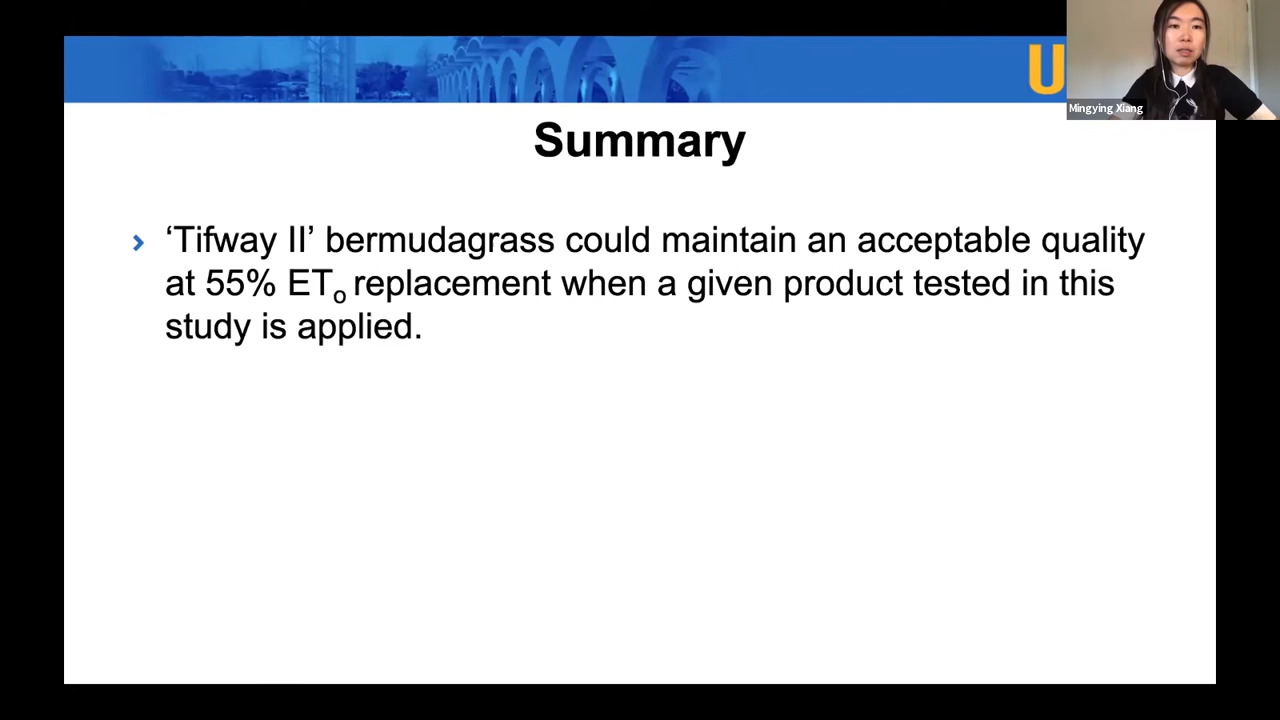 U
Mingying Xiang
Summary
‘Tifway II’ bermudagrass could maintain an acceptable quality
at 55% ETo replacement when a given product tested in this
study is applied.